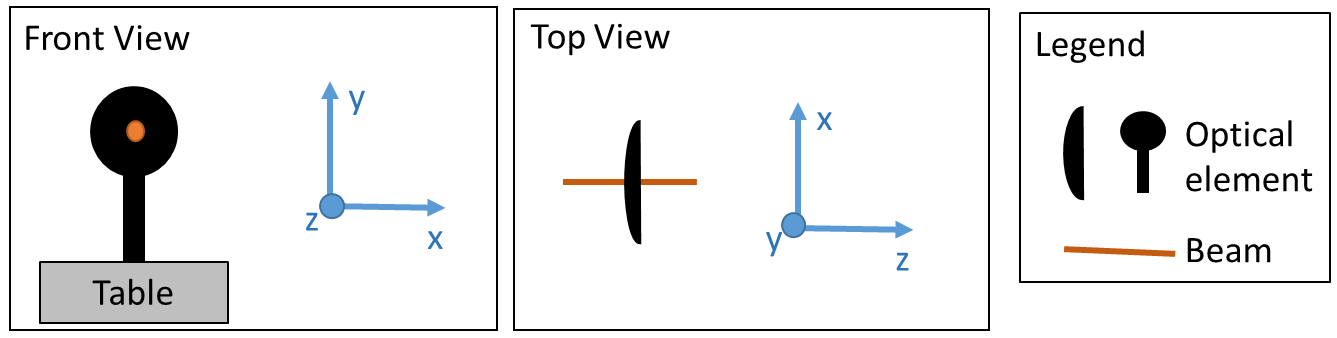 Front View
y
z
x
Table
Top View
x
y
z
Legend
Optical
element
Beam